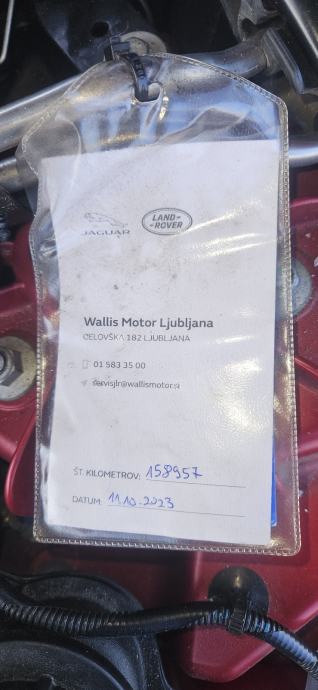 JAGUAR
LAND-
ROVER
Wallis Motor Ljubljana
CELOVŠKA 182 LJUBLJANA
01 583 35 00
servisjlr@wallismotor.si
ŠT. KILOMETROV: 158957
DATUM: 11.10.2023